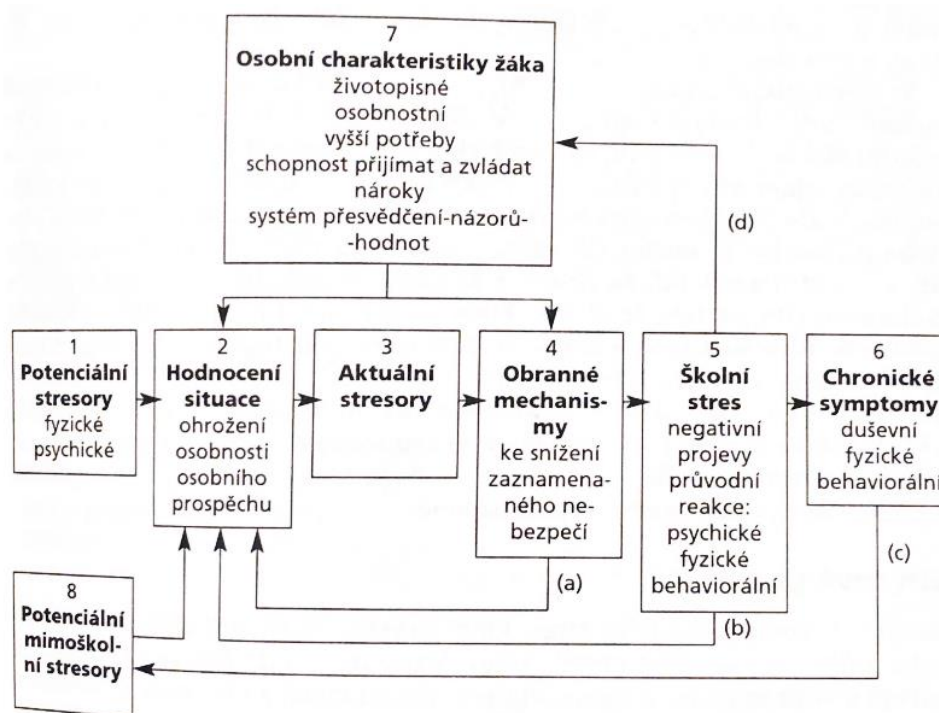 7
Osobní charakteristiky žáka
životopisné
osobnostní
vyšší potřeby
schopnost přijímat a zvládat
nároky
systém přesvědčení-názorů-
-hodnot
(d)
1
Potenciální
stresory
fyzické
psychické
2
Hodnocení
situace
ohrožení
osobnosti
osobního
prospěchu
3
Aktuální
stresory
4
Obranné
mechanis-
my
ke snížení
zaznamena-
ného ne-
bezpečí
5
Školní
stres
negativní
projevy
průvodní
reakce:
psychické
fyzické
behaviorální
6
Chronické
symptomy
duševní
fyzické
behaviorální
(a)
(b)
(c)
8
Potenciální
mimoškol-
ní stresory